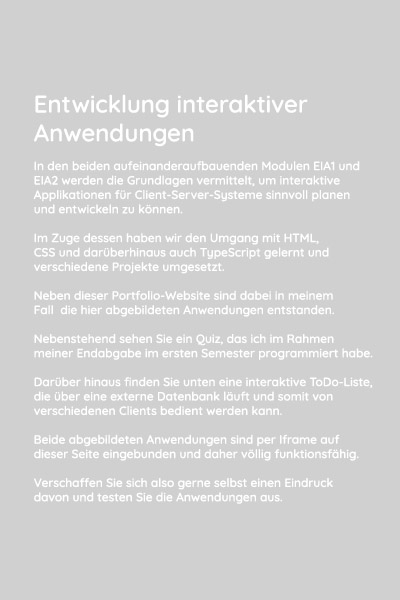 Entwicklung interaktiver
Anwendungen
In den beiden aufeinanderaufbauenden Modulen EIA1 und
EIA2 werden die Grundlagen vermittelt, um interaktive
Applikationen für Client-Server-Systeme sinnvoll planen
und entwickeln zu können.
Im Zuge dessen haben wir den Umgang mit HTML,
CSS und darüberhinaus auch TypeScript gelernt und
verschiedene Projekte umgesetzt.
Neben dieser Portfolio-Website sind dabei in meinem
Fall  die hier abgebildeten Anwendungen entstanden.
Nebenstehend sehen Sie ein Quiz, das ich im Rahmen
meiner Endabgabe im ersten Semester programmiert habe.
Darüber hinaus finden Sie unten eine interaktive ToDo-Liste,
die über eine externe Datenbank läuft und somit von
verschiedenen Clients bedient werden kann.
Beide abgebildeten Anwendungen sind per Iframe auf
dieser Seite eingebunden und daher völlig funktionsfähig.
Verschaffen Sie sich also gerne selbst einen Eindruck
davon und testen Sie die Anwendungen aus.